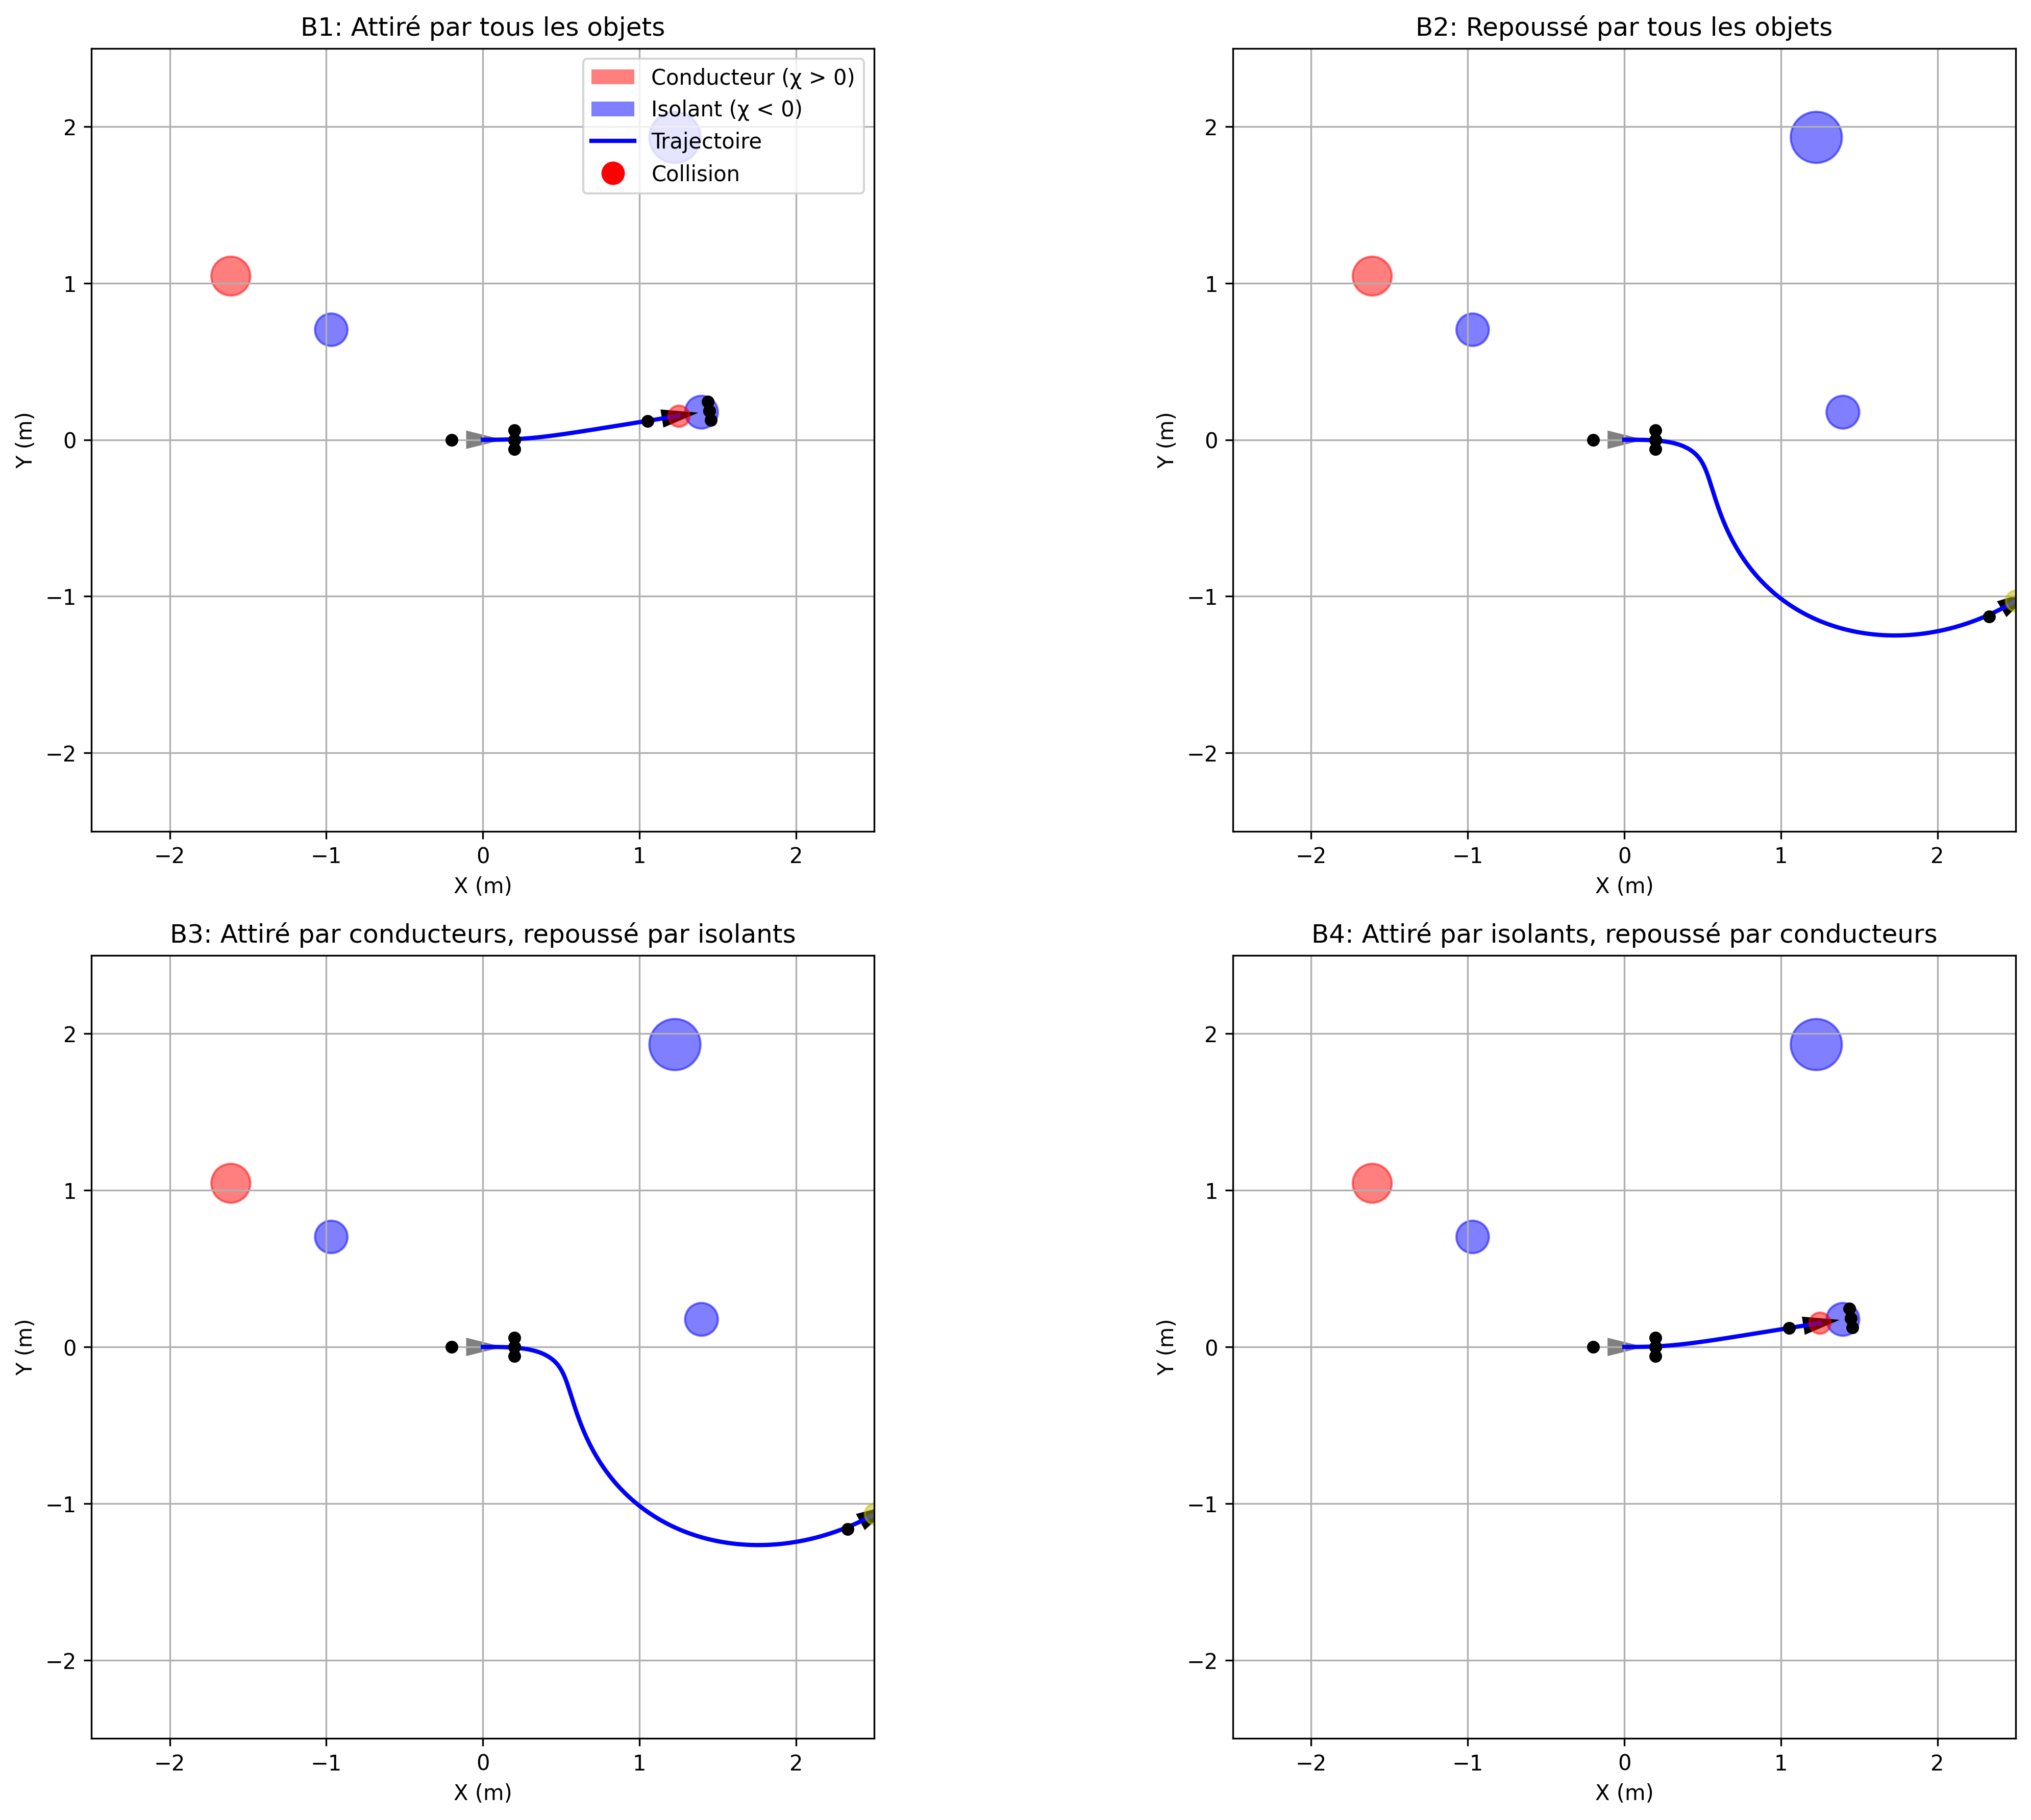 B1: Attiré par tous les objets
Conducteur (χ > 0)
Isolant (χ < 0)
Trajectoire
Collision
2
1
0
−1
−2
Y (m)
−2
−1
0
1
2
X (m)
B2: Repoussé par tous les objets
2
1
0
−1
−2
Y (m)
−2
−1
0
1
2
X (m)
B3: Attiré par conducteurs, repoussé par isolants
2
1
0
−1
−2
Y (m)
−2
−1
0
1
2
X (m)
B4: Attiré par isolants, repoussé par conducteurs
2
1
0
−1
−2
Y (m)
−2
−1
0
1
2
X (m)